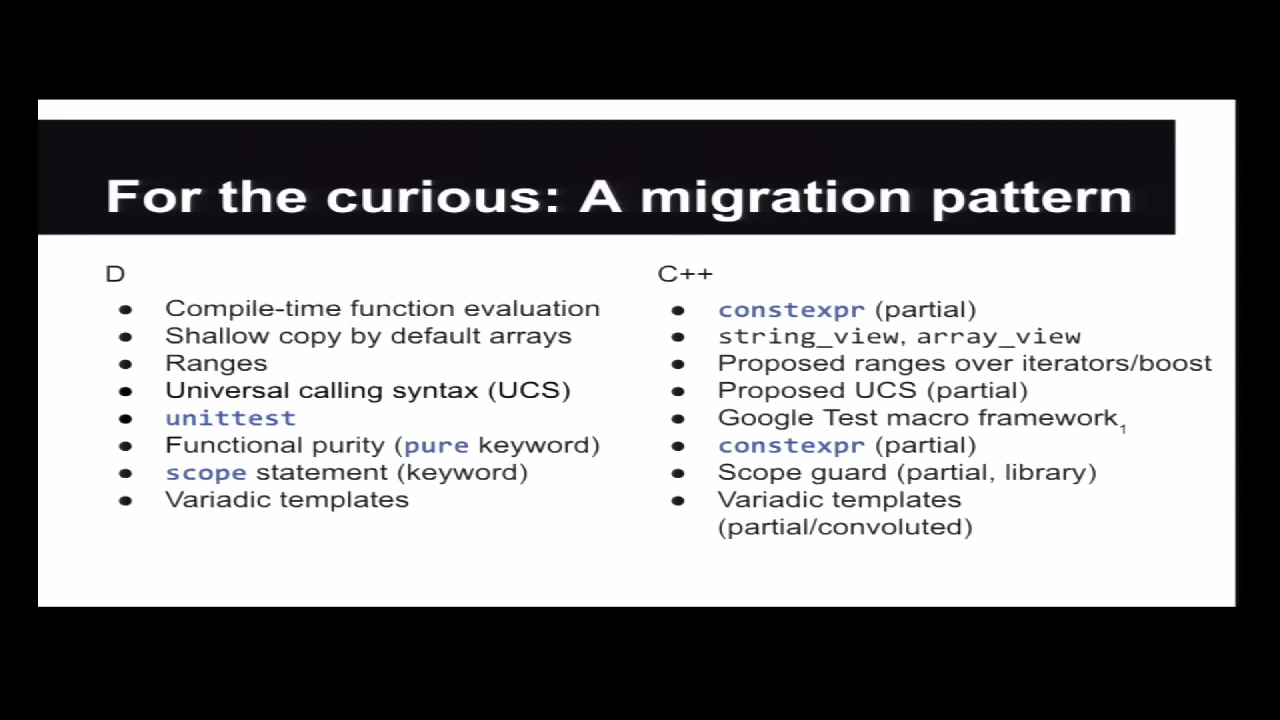 For the curious: A migration pattern
D
• Compile-time function evaluation
• Shallow copy by default arrays
• Ranges
• Universal calling syntax (UCS)
• unittest
• Functional purity (pure keyword)
• scope statement (keyword)
• Variadic templates
C++
• constexpr (partial)
• string_view, array_view
• Proposed ranges over iterators/boost
• Proposed UCS (partial)
• Google Test macro framework1
• constexpr (partial)
• Scope guard (partial, library)
• Variadic templates
(partial/convoluted)